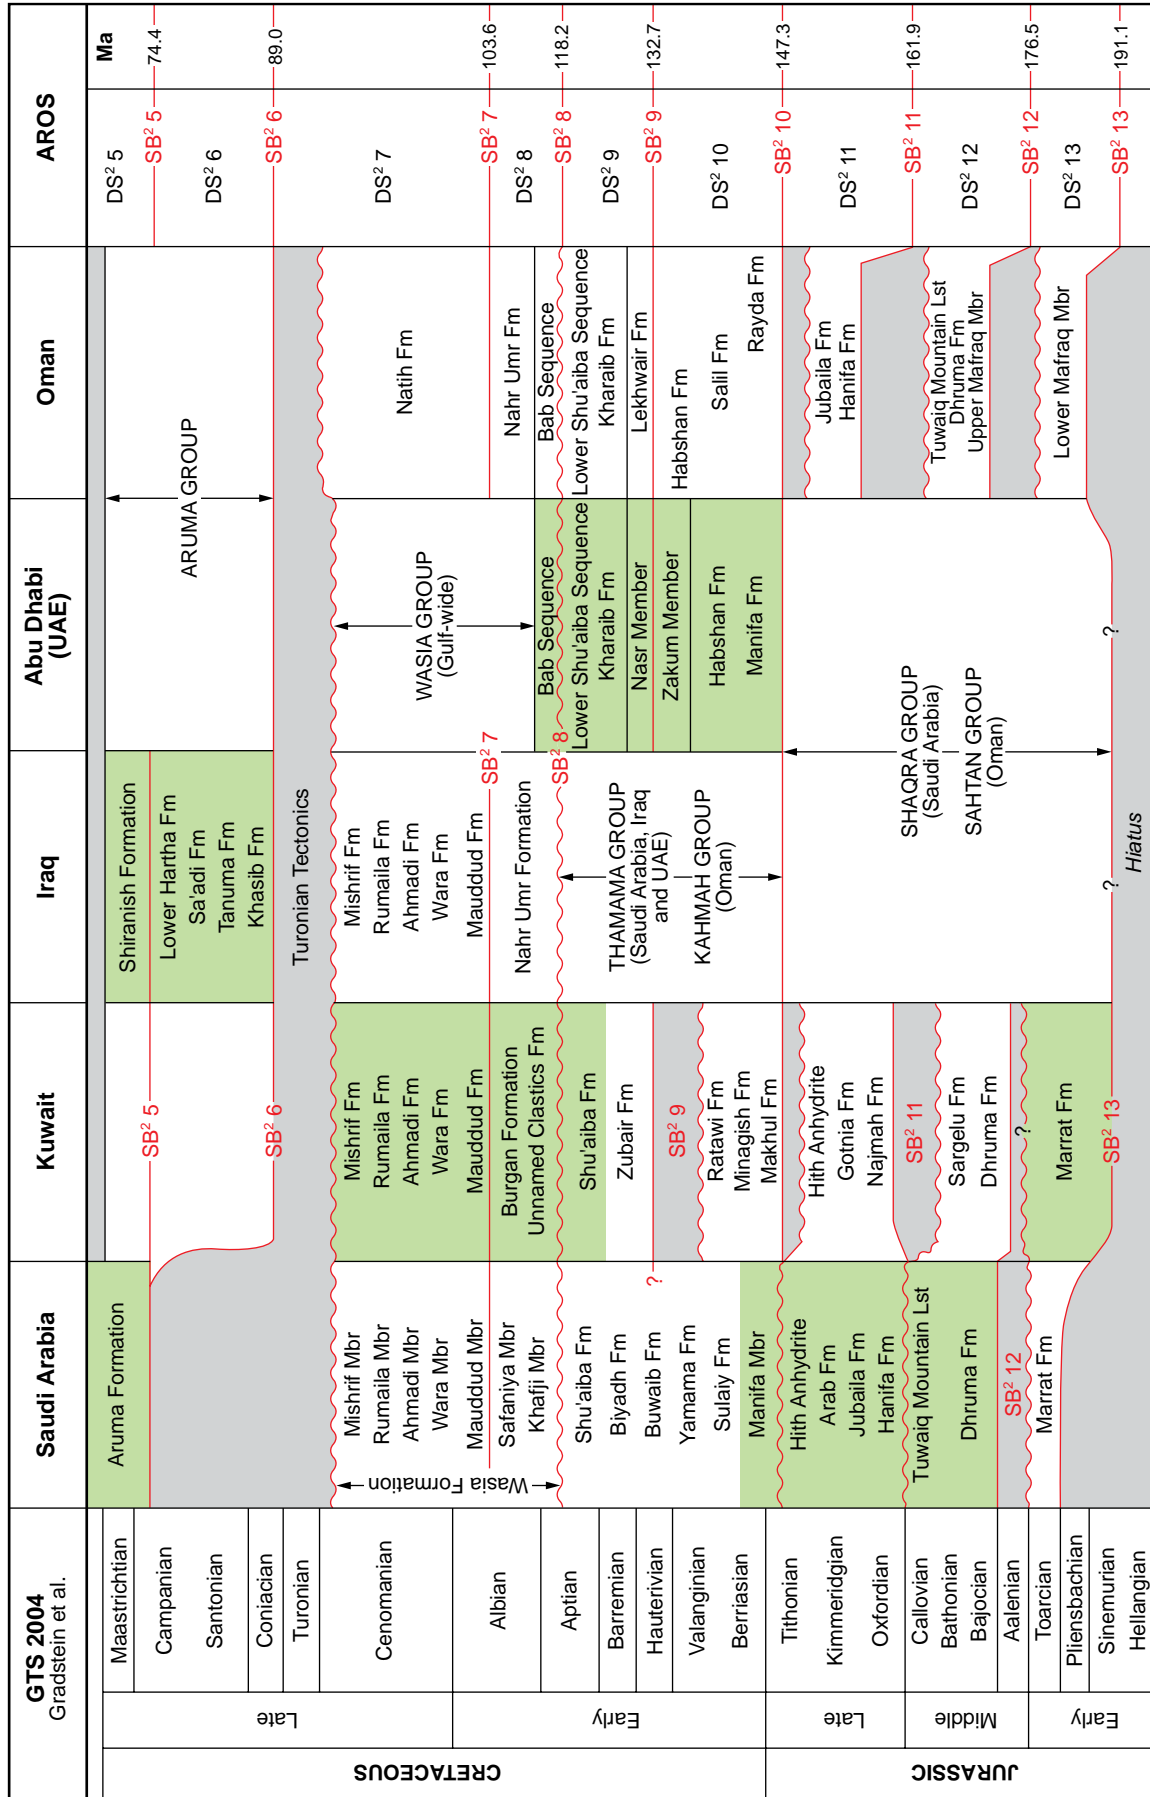 GTS 2004
Gradstein et al.
Saudi Arabia
Kuwait
Iraq
Abu Dhabi
(UAE)
Oman
AROS
Ma
CRETACEOUS
JURASSIC
Late
Early
Late
Middle
Early
Maastrichtian
Campanian
Santonian
Coniacian
Turonian
Cenomanian
Albian
Aptian
Barremian
Hauterivian
Valanginian
Berriasian
Tithonian
Kimmeridgian
Oxfordian
Callovian
Bathonian
Bajocian
Aalenian
Toarcian
Pliensbachian
Sinemurian
Hellangian
Aruma Formation
Mishrif Mbr
Rumaila Mbr
Ahmadi Mbr
Wara Mbr
Mauddud Mbr
Safaniya Mbr
Khafji Mbr
Wasia Formation
Shu'aiba Fm
Biyadh Fm
Buwaib Fm
?
Yamama Fm
Sulaiy Fm
Manifa Mbr
Hith Anhydrite
Arab Fm
Jubaila Fm
Hanifa Fm
Tuwaiq Mountain Lst
Dhruma Fm
SB² 12
Marrat Fm
SB² 5
SB² 6
Mishrif Fm
Rumaila Fm
Ahmadi Fm
Wara Fm
Mauddud Fm
Burgan Formation
Unnamed Clastics Fm
Shu'aiba Fm
Zubair Fm
SB² 9
Ratawi Fm
Minagish Fm
Makhul Fm
Hith Anhydrite
Gotnia Fm
Najmah Fm
SB² 11
Sargelu Fm
Dhruma Fm
?
Marrat Fm
SB² 13
Shiranish Formation
Lower Hartha Fm
Sa'adi Fm
Tanuma Fm
Khasib Fm
Turonian Tectonics
Mishrif Fm
Rumaila Fm
Ahmadi Fm
Wara Fm
Mauddud Fm
SB² 7
Nahr Umr Formation
SB² 8
THAMAMA GROUP
(Saudi Arabia, Iraq
and UAE)
KAHMAH GROUP
(Oman)
?
Hiatus
ARUMA GROUP
WASIA GROUP
(Gulf-wide)
Bab Sequence
Lower Shu'aiba Sequence
Kharaib Fm
Nasr Member
Zakum Member
Habshan Fm
Manifa Fm
SHAQRA GROUP
(Saudi Arabia)
SAHTAN GROUP
(Oman)
?
Natih Fm
Nahr Umr Fm
Bab Sequence
Lower Shu'aiba Sequence
Kharaib Fm
Lekhwair Fm
Habshan Fm
Salil Fm
Rayda Fm
Jubaila Fm
Hanifa Fm
Tuwaiq Mountain Lst
Dhruma Fm
Upper Mafraq Mbr
Lower Mafraq Mbr
DS² 5
SB² 5
74.4
DS² 6
SB² 6
89.0
DS² 7
SB² 7
103.6
DS² 8
SB² 8
118.2
DS² 9
SB² 9
132.7
DS² 10
SB² 10
147.3
DS² 11
SB² 11
161.9
DS² 12
SB² 12
176.5
DS² 13
SB² 13
191.1